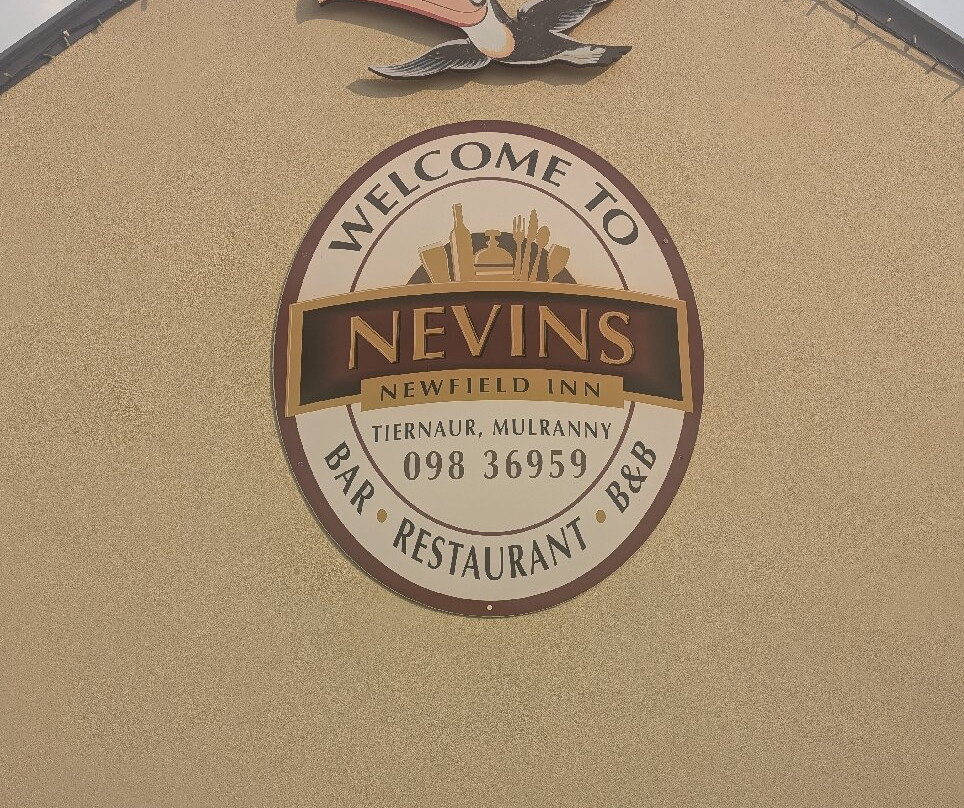 WELCOME TO
NEVINS
NEWFIELD INN
TIERNAUR, MULRANNY
098 36959
BAR • RESTAURANT • B&B